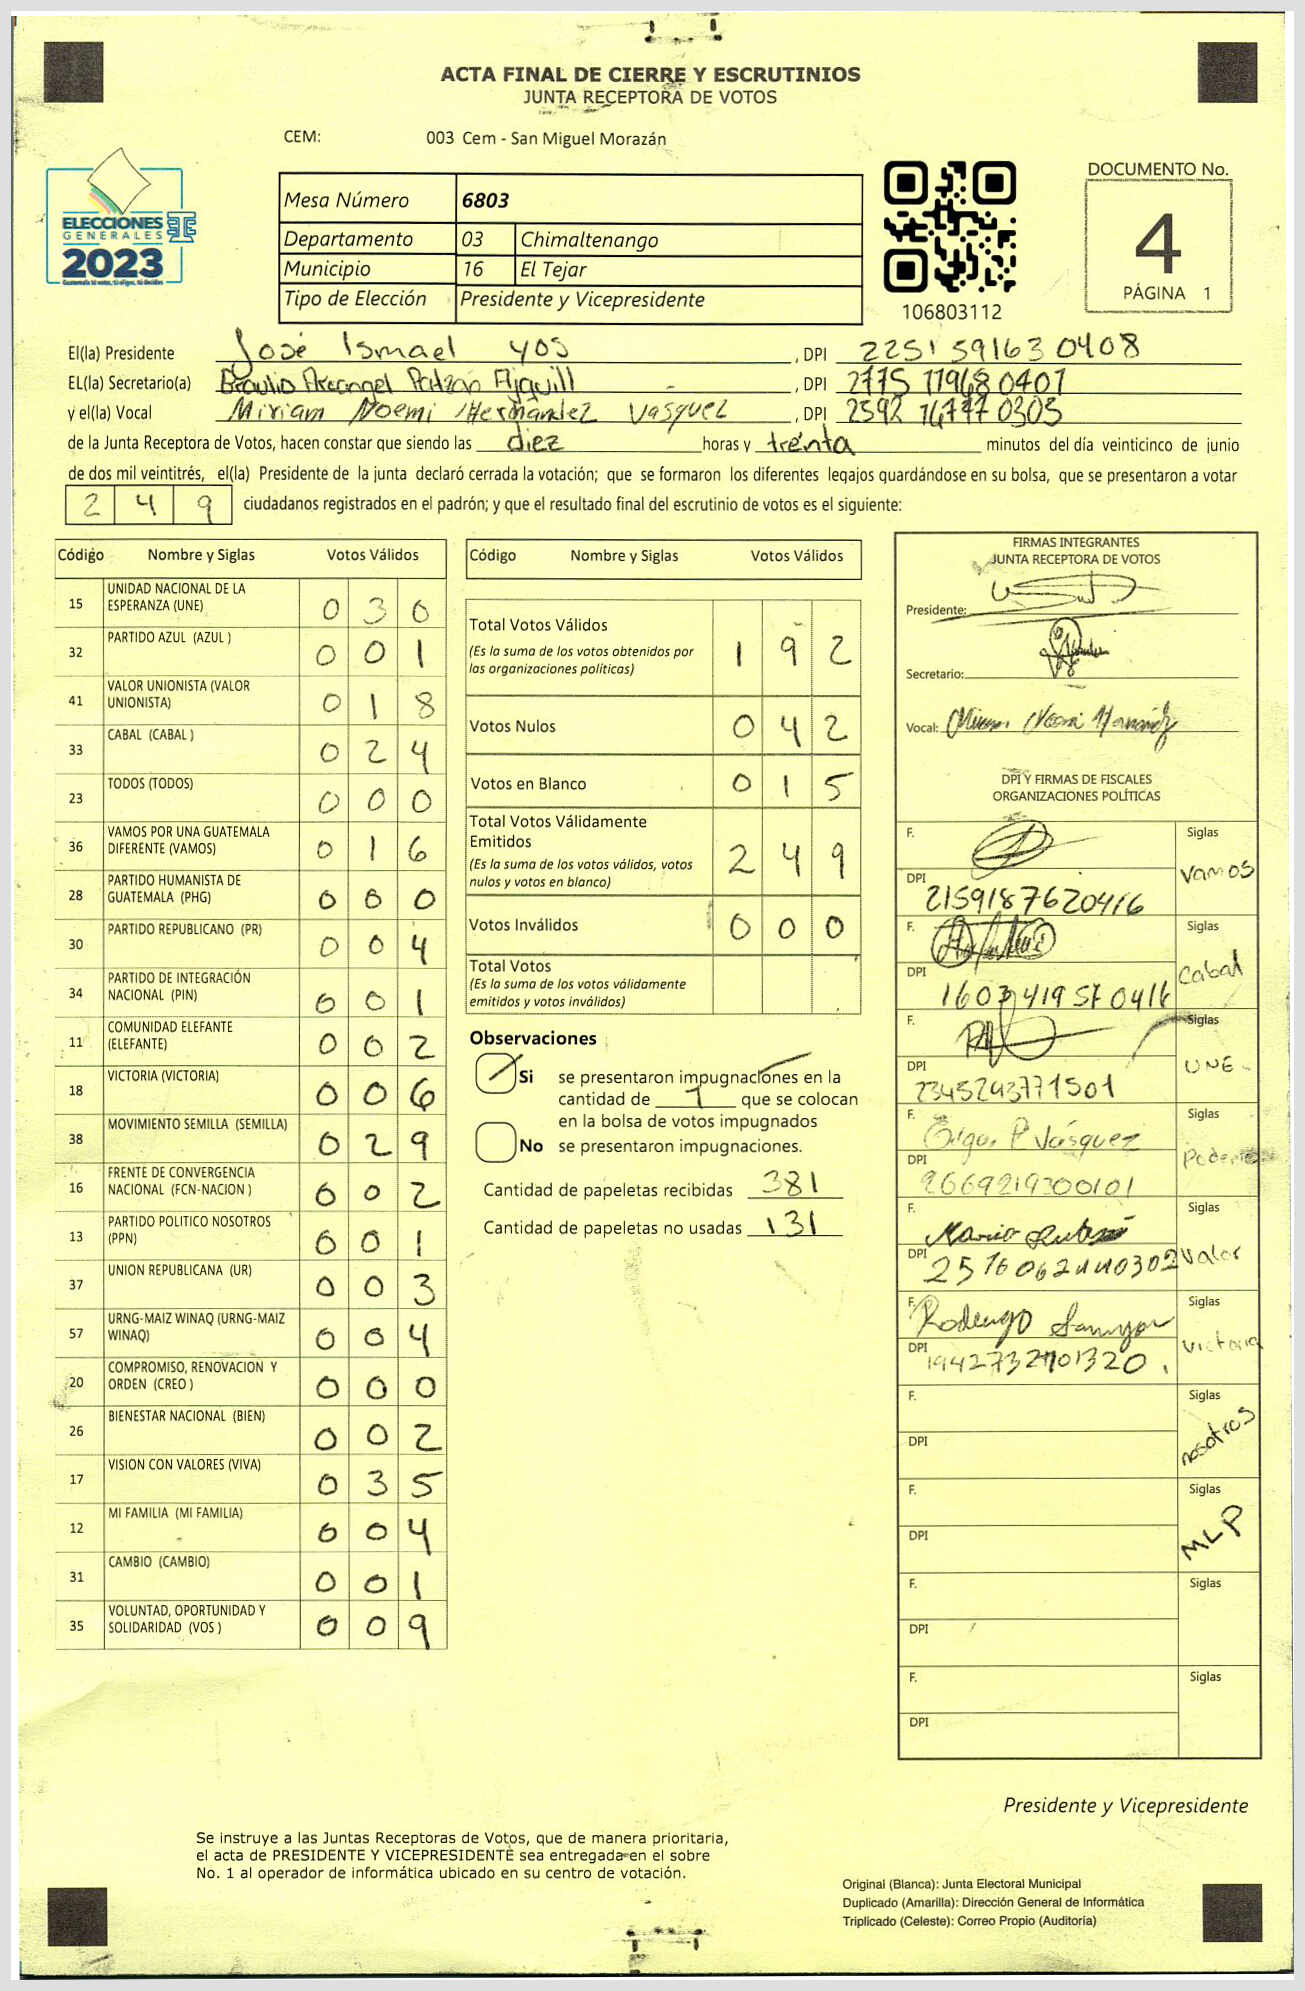 ACTA FINAL DE CIERRE Y ESCRUTINIOS
JUNTA RECEPTORA DE VOTOS
CEM: 003 Cem - San Miguel Morazán
ELECCIONES
GENERALES
2023
Mesa Número 6803
Departamento 03 Chimaltenango
Municipio 16 El Tejar
Tipo de Elección Presidente y Vicepresidente
106803112
DOCUMENTO No.
4
PÁGINA 1
El(la) Presidente José Ismael yos , DPI 2251 59163 0408
EL(la) Secretario(a) Braulio Arcangel Patzan Ajquill , DPI 2775 11968 0401
y el(la) Vocal Miriam Noemi Hernández Vasquez , DPI 2592 16777 0303
de la Junta Receptora de Votos, hacen constar que siendo las diez horas y treinta minutos del día veinticinco de junio
de dos mil veintitrés, el(la) Presidente de la junta declaró cerrada la votación; que se formaron los diferentes legajos quardándose en su bolsa, que se presentaron a votar
2 4 9 ciudadanos registrados en el padrón; y que el resultado final del escrutinio de votos es el siguiente:
Código Nombre y Siglas Votos Válidos
15 UNIDAD NACIONAL DE LA ESPERANZA (UNE) 0 3 0
32 PARTIDO AZUL (AZUL ) 0 0 1
41 VALOR UNIONISTA (VALOR UNIONISTA) 0 1 8
33 CABAL (CABAL ) 0 2 4
23 TODOS (TODOS) 0 0 0
36 VAMOS POR UNA GUATEMALA DIFERENTE (VAMOS) 0 1 6
28 PARTIDO HUMANISTA DE GUATEMALA (PHG) 0 0 0
30 PARTIDO REPUBLICANO (PR) 0 0 4
34 PARTIDO DE INTEGRACIÓN NACIONAL (PIN) 0 0 1
11 COMUNIDAD ELEFANTE (ELEFANTE) 0 0 2
18 VICTORIA (VICTORIA) 0 0 6
38 MOVIMIENTO SEMILLA (SEMILLA) 0 2 9
16 FRENTE DE CONVERGENCIA NACIONAL (FCN-NACION ) 0 0 2
13 PARTIDO POLITICO NOSOTROS (PPN) 0 0 1
37 UNION REPUBLICANA (UR) 0 0 3
57 URNG-MAIZ WINAQ (URNG-MAIZ WINAQ) 0 0 4
20 COMPROMISO, RENOVACION Y ORDEN (CREO ) 0 0 0
26 BIENESTAR NACIONAL (BIEN) 0 0 2
17 VISION CON VALORES (VIVA) 0 3 5
12 MI FAMILIA (MI FAMILIA) 0 0 4
31 CAMBIO (CAMBIO) 0 0 1
35 VOLUNTAD, OPORTUNIDAD Y SOLIDARIDAD (VOS ) 0 0 9
Código Nombre y Siglas Votos Válidos
Total Votos Válidos 1 9 2
(Es la suma de los votos obtenidos por
las organizaciones políticas)
Votos Nulos 0 4 2
Votos en Blanco 0 1 5
Total Votos Válidamente
Emitidos 2 4 9
(Es la suma de los votos válidos, votos
nulos y votos en blanco)
Votos Inválidos 0 0 0
Total Votos
(Es la suma de los votos válidamente
emitidos y votos inválidos)
Observaciones
Si se presentaron impugnaciones en la
cantidad de 1 que se colocan
en la bolsa de votos impugnados
No se presentaron impugnaciones.
Cantidad de papeletas recibidas 381
Cantidad de papeletas no usadas 131
FIRMAS INTEGRANTES
JUNTA RECEPTORA DE VOTOS
Presidente:
Secretario:
Vocal: Miriam Noemi Hernández
DPI Y FIRMAS DE FISCALES
ORGANIZACIONES POLÍTICAS
F. Siglas
Vamos
DPI 2159187620416
F. Siglas
Cabal
DPI 1603 419 57 0416
F. Siglas
UNE
DPI 2345293771501
F. Edgar P Vásquez Siglas
DPI 2669219300101
F. Mario Siglas
Valor
DPI
F. Rodrigo Siglas
Victoria
DPI
F. Siglas
nosotros
DPI
F. Siglas
MLP
DPI
F. Siglas
DPI
F. Siglas
DPI
Presidente y Vicepresidente
Se instruye a las Juntas Receptoras de Votos, que de manera prioritaria,
el acta de PRESIDENTE Y VICEPRESIDENTE sea entregada en el sobre
No. 1 al operador de informática ubicado en su centro de votación.
Original (Blanca): Junta Electoral Municipal
Duplicado (Amarilla): Dirección General de Informática
Triplicado (Celeste): Correo Propio (Auditoría)